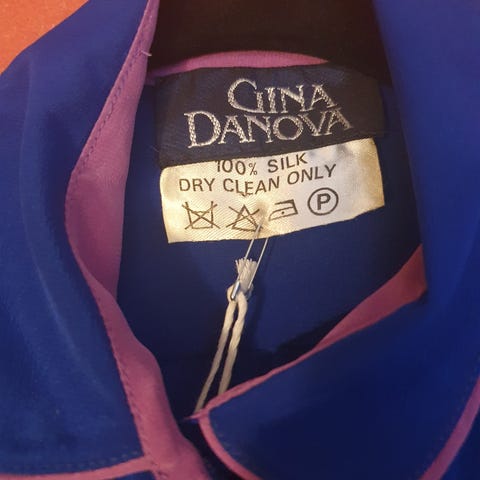 GINA
DANOVA
100% SILK
DRY CLEAN ONLY
P